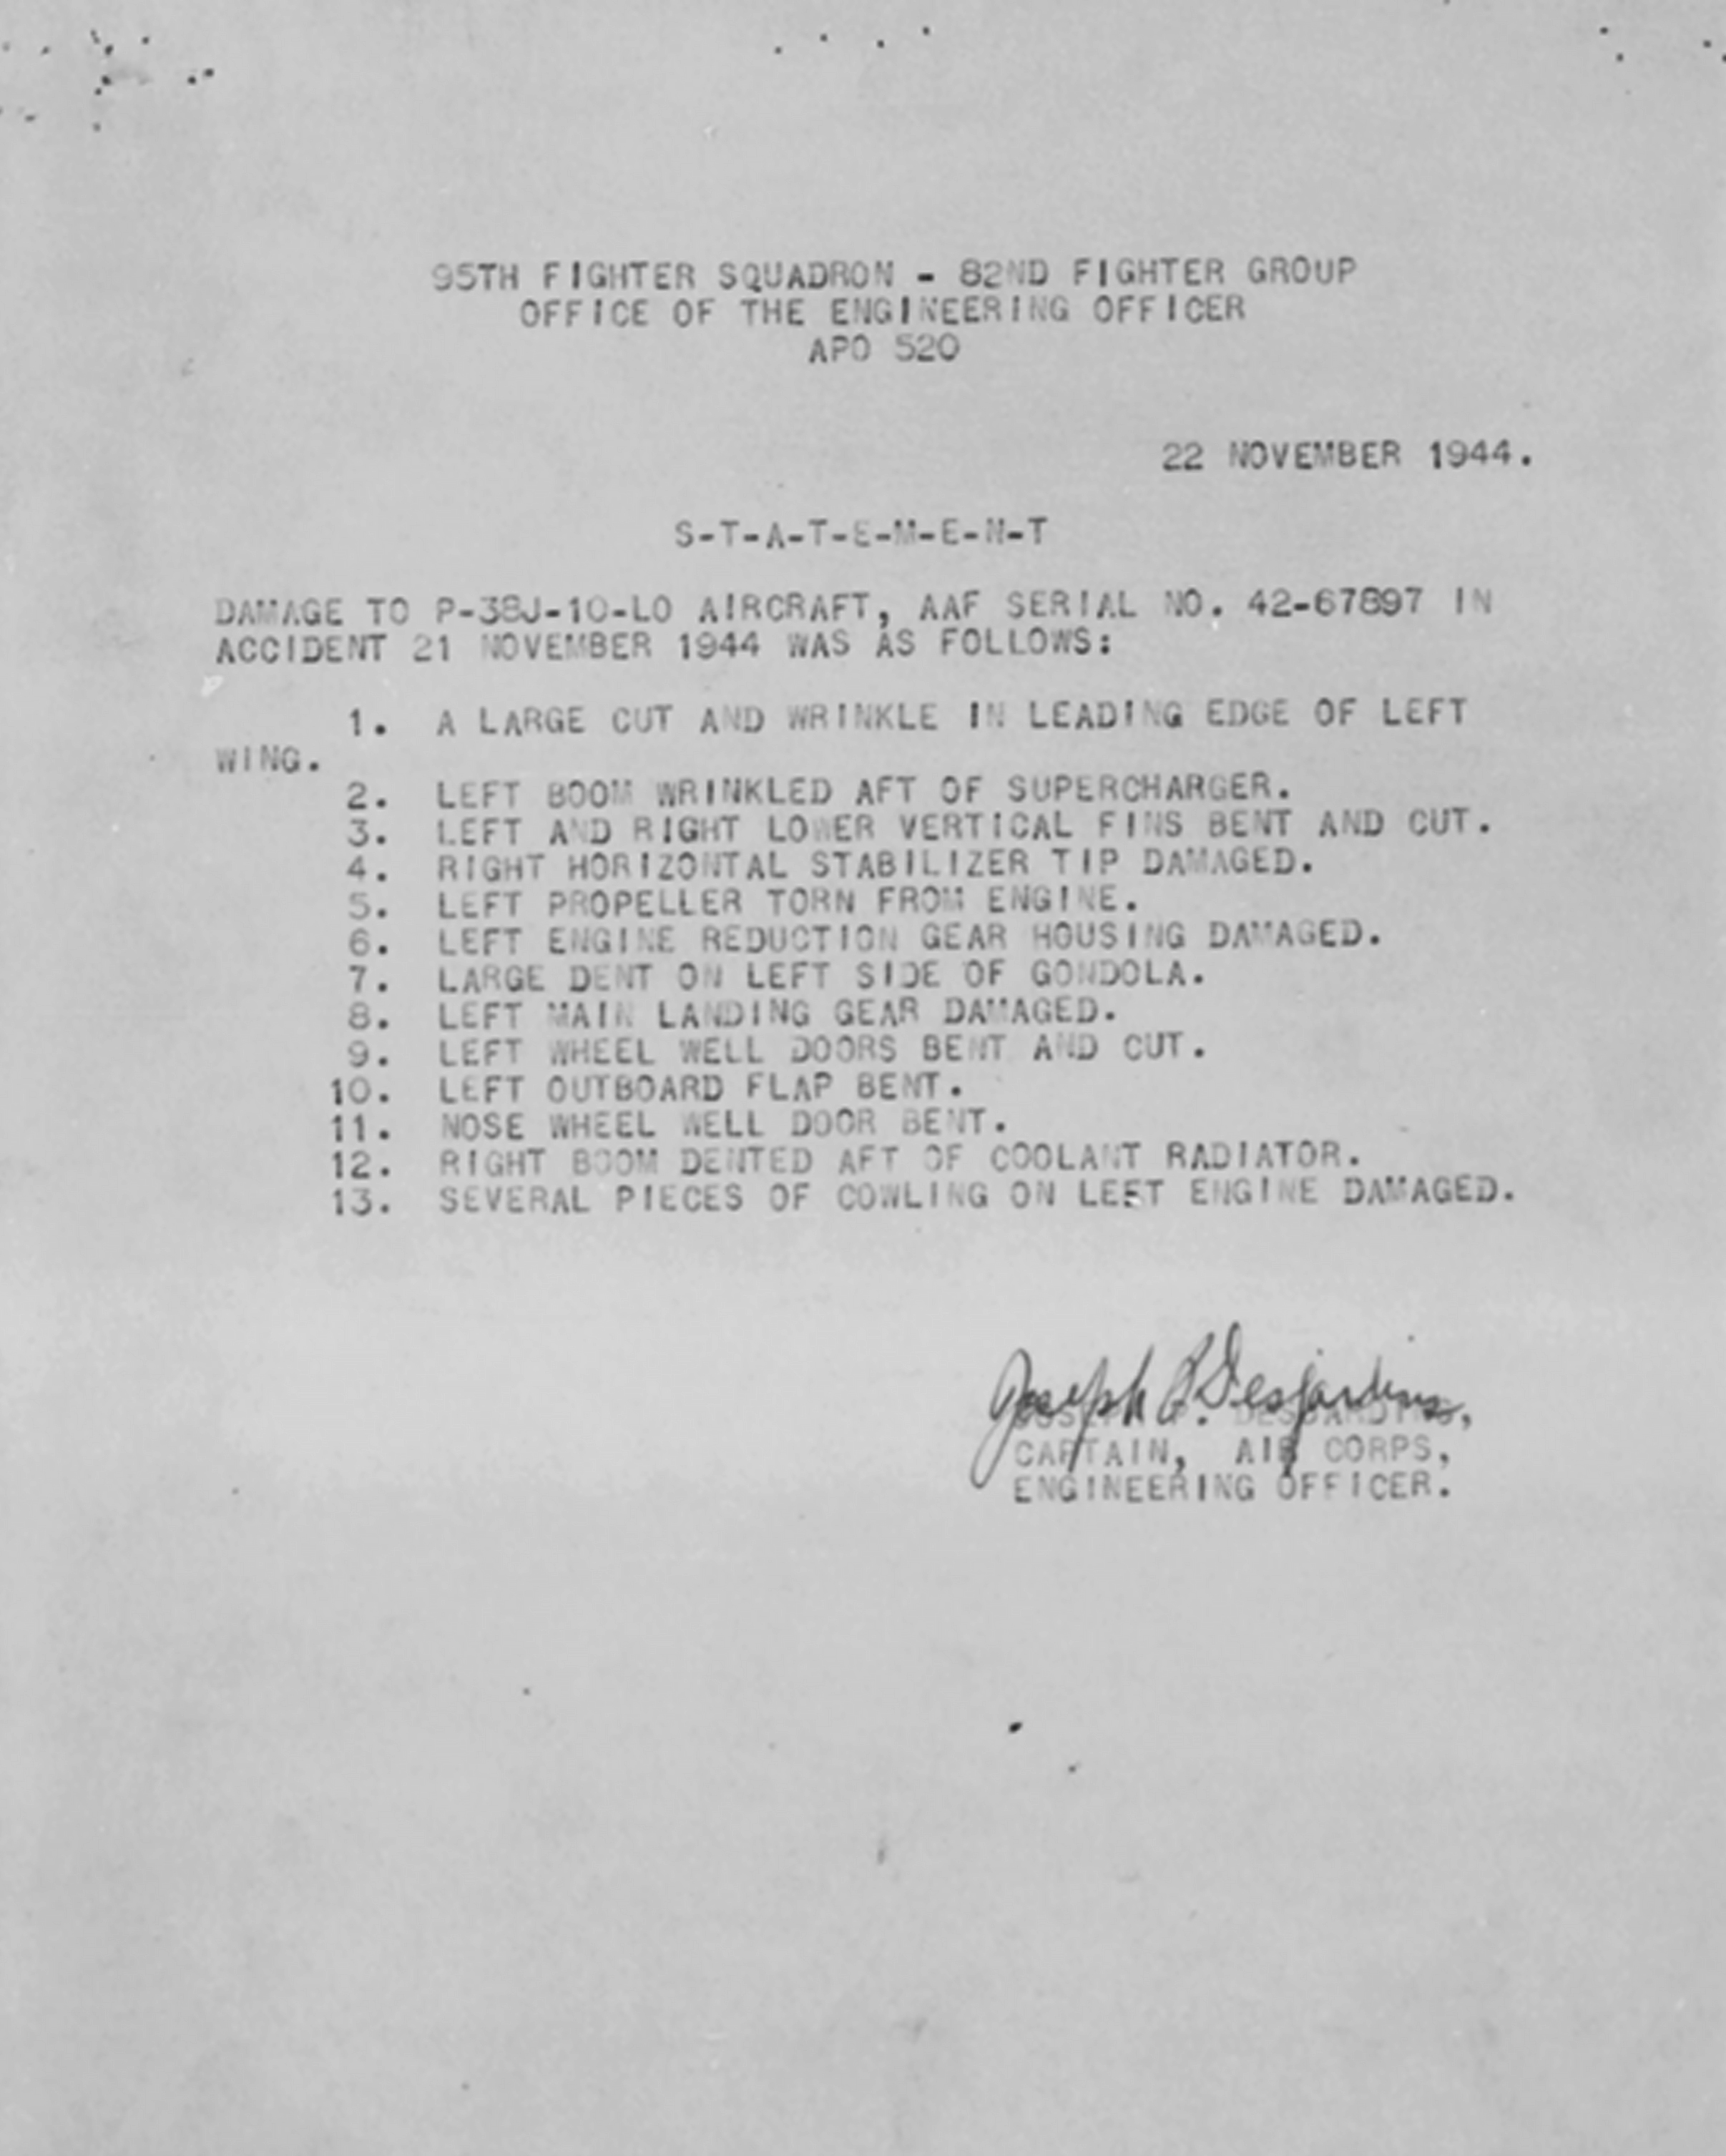 95TH FIGHTER SQUADRON - 82ND FIGHTER GROUP
OFFICE OF THE ENGINEERING OFFICER
APO 520
22 NOVEMBER 1944.
S-T-A-T-E-M-E-N-T
DAMAGE TO P-38J-10-LO AIRCRAFT, AAF SERIAL NO. 42-67897 IN
ACCIDENT 21 NOVEMBER 1944 WAS AS FOLLOWS:
1. A LARGE CUT AND WRINKLE IN LEADING EDGE OF LEFT
WING.
2. LEFT BOOM WRINKLED AFT OF SUPERCHARGER.
3. LEFT AND RIGHT LOWER VERTICAL FINS BENT AND CUT.
4. RIGHT HORIZONTAL STABILIZER TIP DAMAGED.
5. LEFT PROPELLER TORN FROM ENGINE.
6. LEFT ENGINE REDUCTION GEAR HOUSING DAMAGED.
7. LARGE DENT ON LEFT SIDE OF GONDOLA.
8. LEFT MAIN LANDING GEAR DAMAGED.
9. LEFT WHEEL WELL DOORS BENT AND CUT.
10. LEFT OUTBOARD FLAP BENT.
11. NOSE WHEEL WELL DOOR BENT.
12. RIGHT BOOM DENTED AFT OF COOLANT RADIATOR.
13. SEVERAL PIECES OF COWLING ON LEFT ENGINE DAMAGED.
Joseph P Desjardins
JOSEPH P. DESJARDINS,
CAPTAIN, AIR CORPS,
ENGINEERING OFFICER.